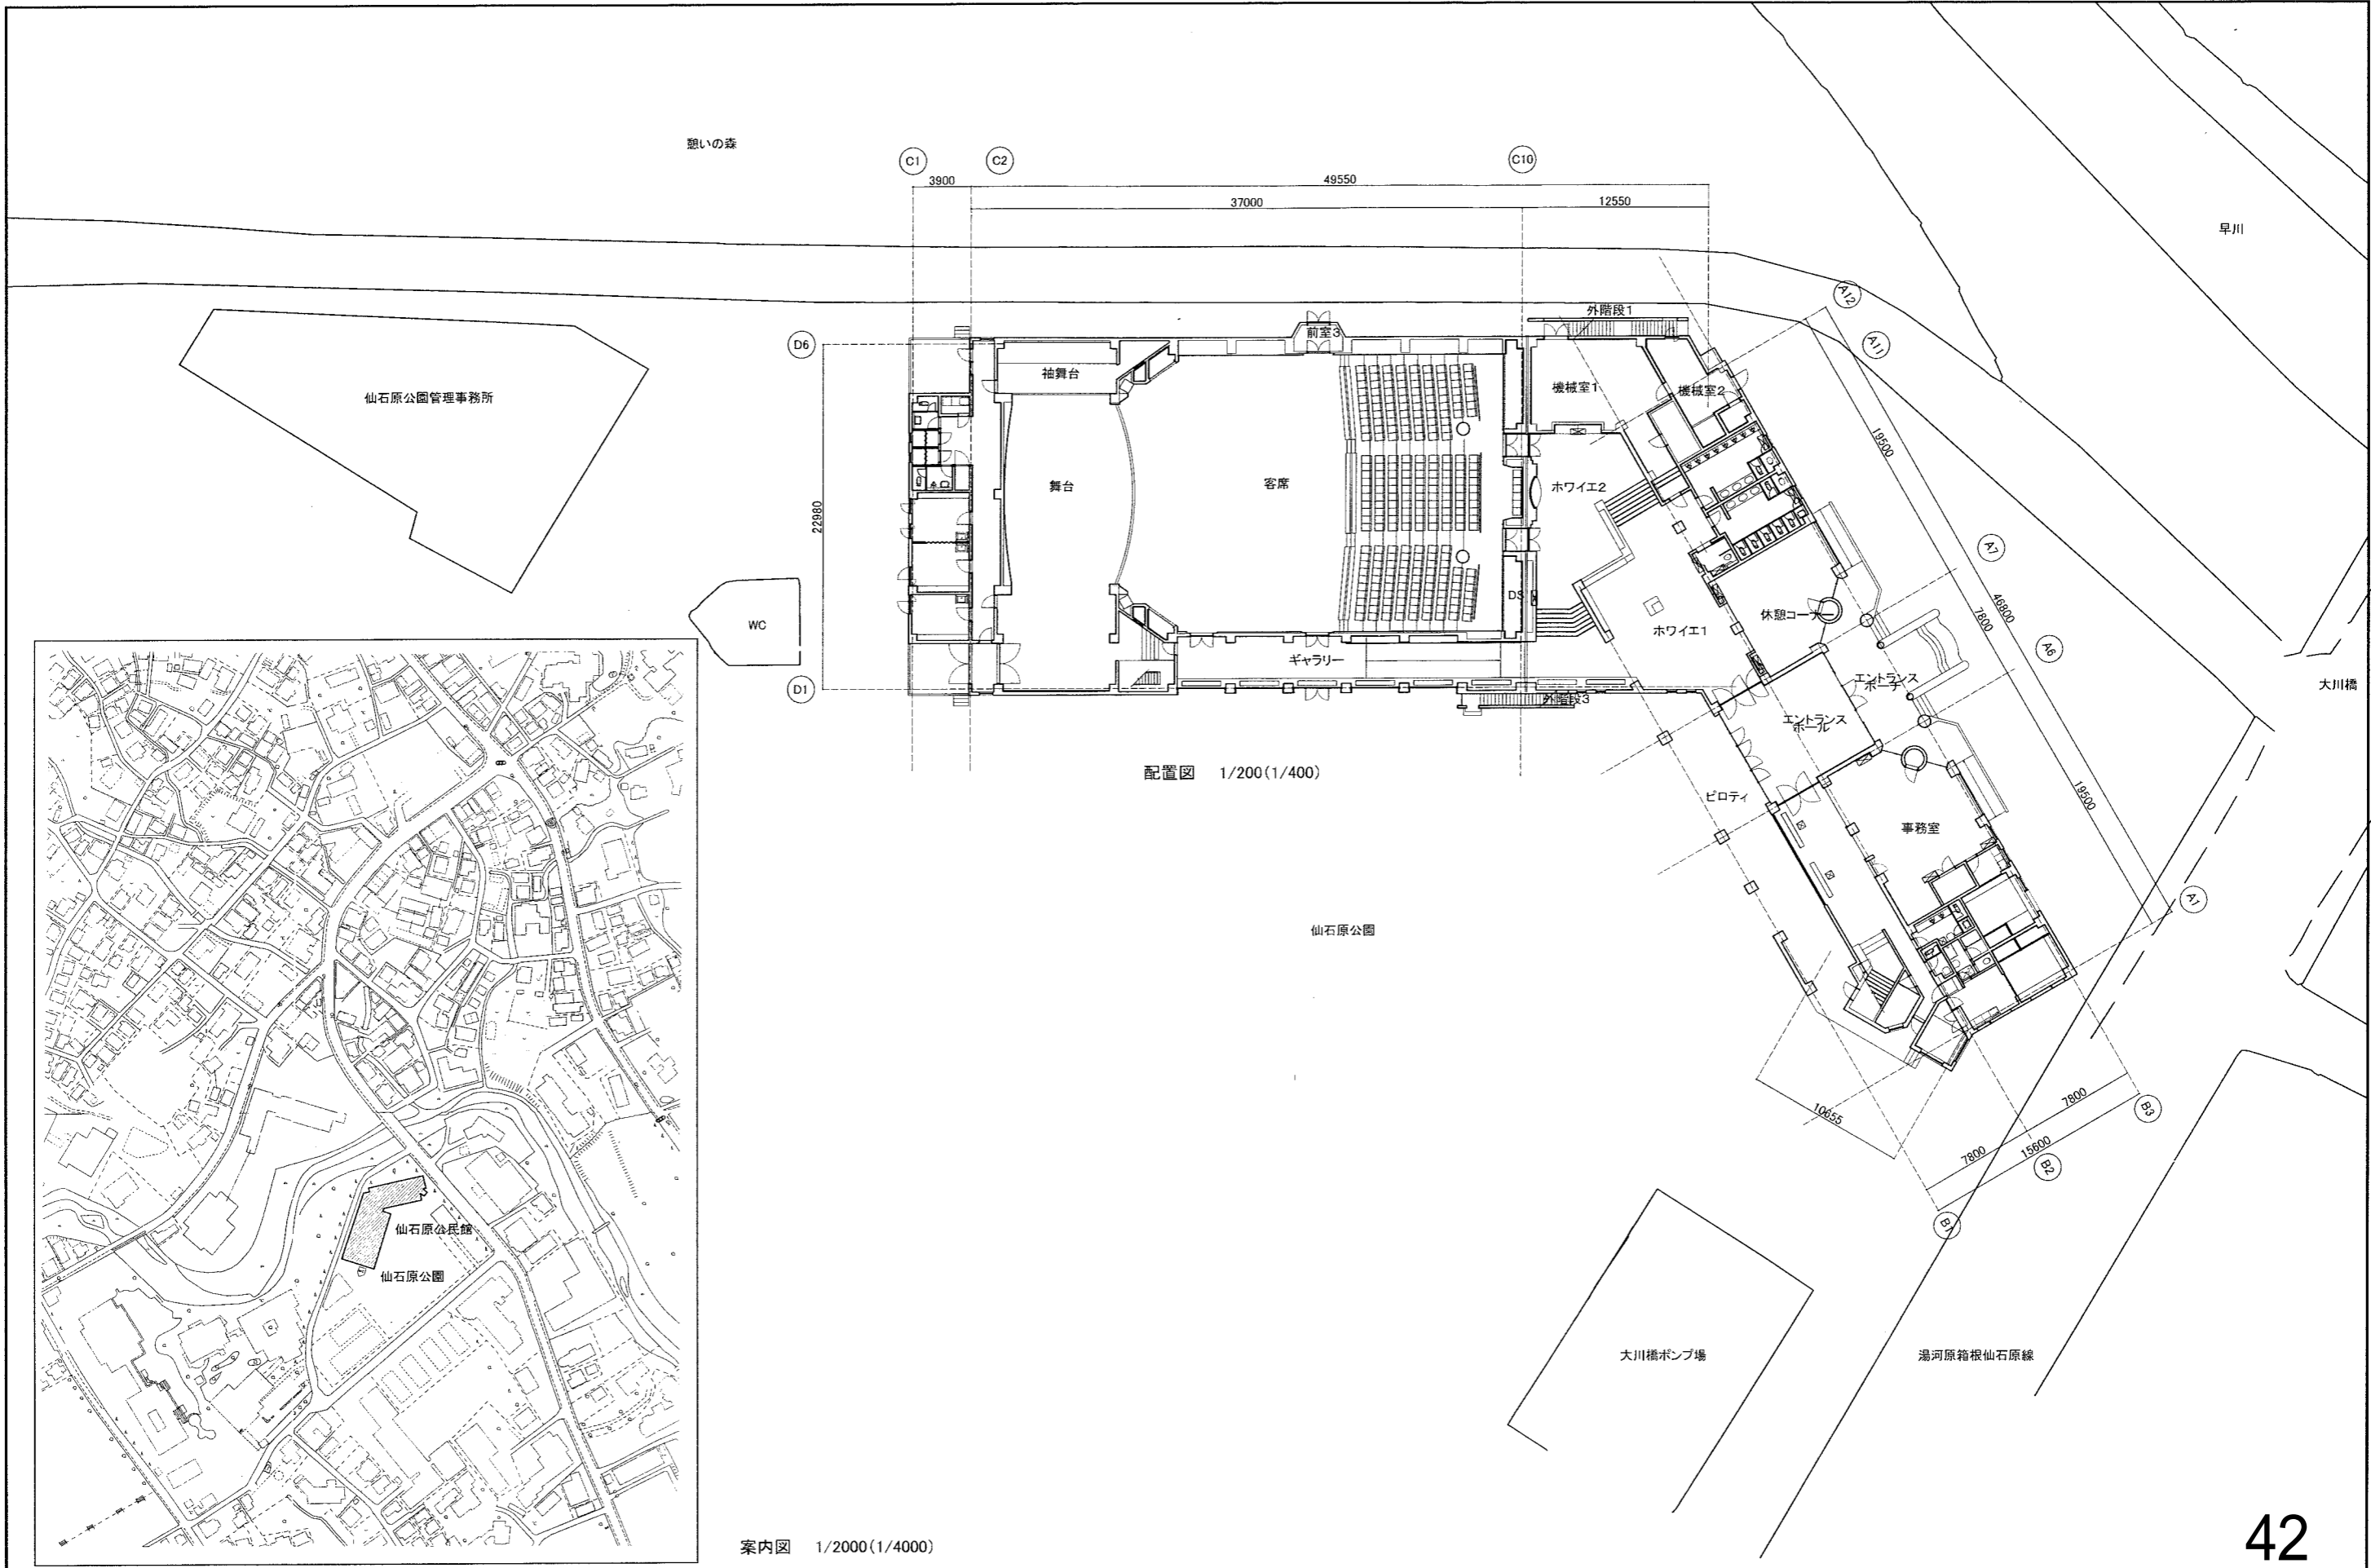 憩いの森
早川
C1
C2
C10
3900
49550
37000
12550
外階段1
A12
A11
D6
前室3
袖舞台
機械室1
機械室2
仙石原公園管理事務所
19500
舞台
客席
ホワイエ2
22980
A7
46800
7800
DS
休憩コーナー
WC
ホワイエ1
A6
ギャラリー
エントランス
ポーチ
大川橋
D1
外階段3
エントランス
ホール
配置図 1/200(1/400)
ピロティ
19500
事務室
A1
仙石原公園
10655
7800
B3
7800
15600
B2
B1
仙石原公民館
仙石原公園
大川橋ポンプ場
湯河原箱根仙石原線
案内図 1/2000(1/4000)
42